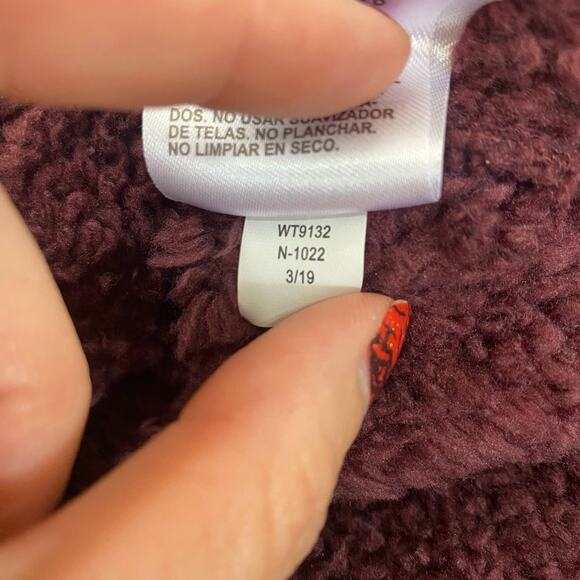 DOS. NO USAR SUAVIZADOR
DE TELAS. NO PLANCHAR.
NO LIMPIAR EN SECO.
WT9132
N-1022
3/19